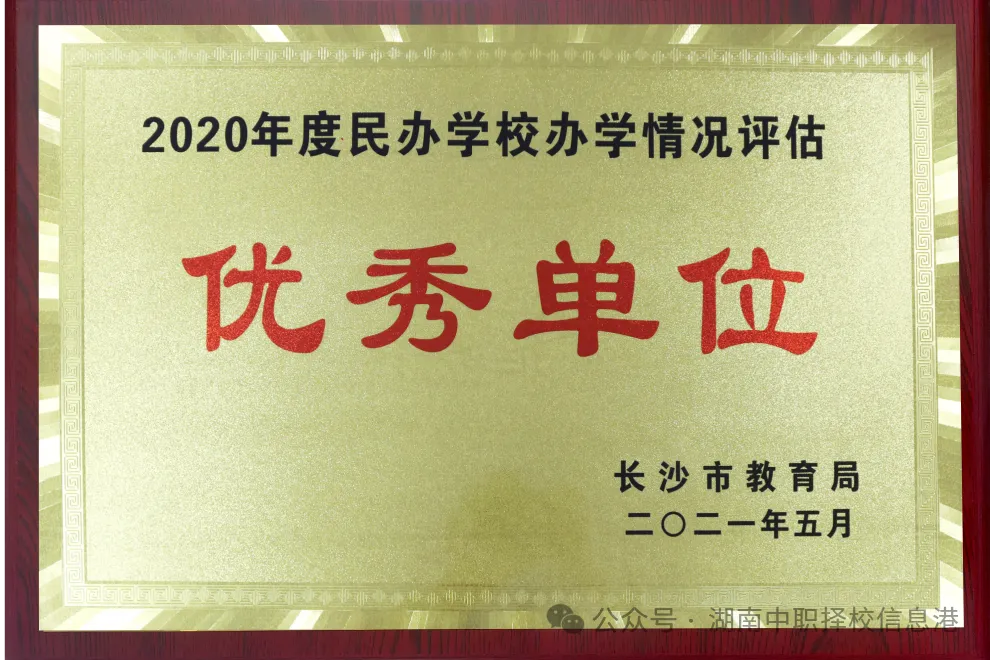 2020年度民办学校办学情况评估
优秀单位
长沙市教育局
二〇二一年五月
公众号·湖南中职择校信息港